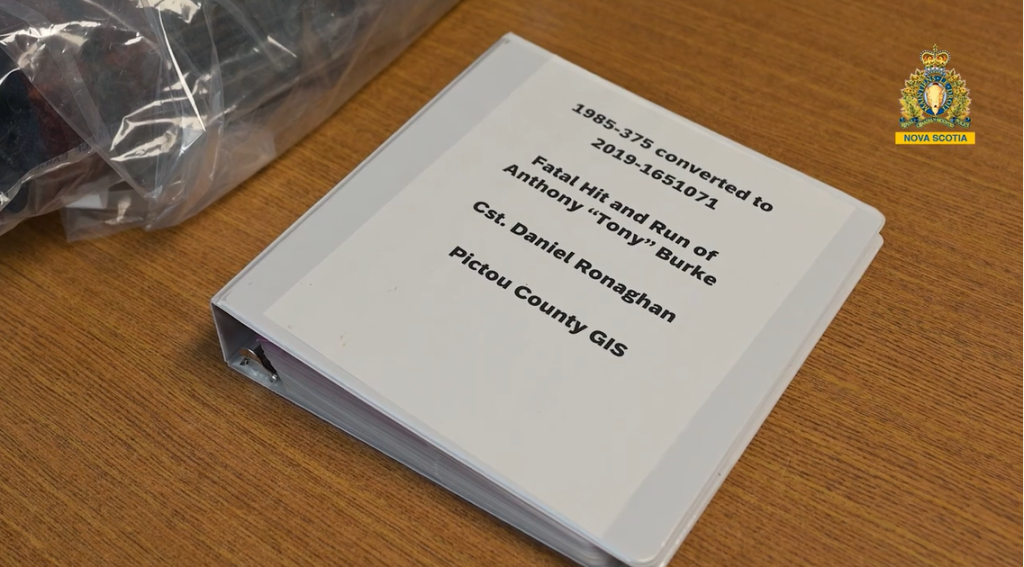 1985-375 converted to
2019-1651071
Fatal Hit and Run of
Anthony “Tony” Burke
Cst. Daniel Ronaghan
Pictou County GIS
NOVA SCOTIA